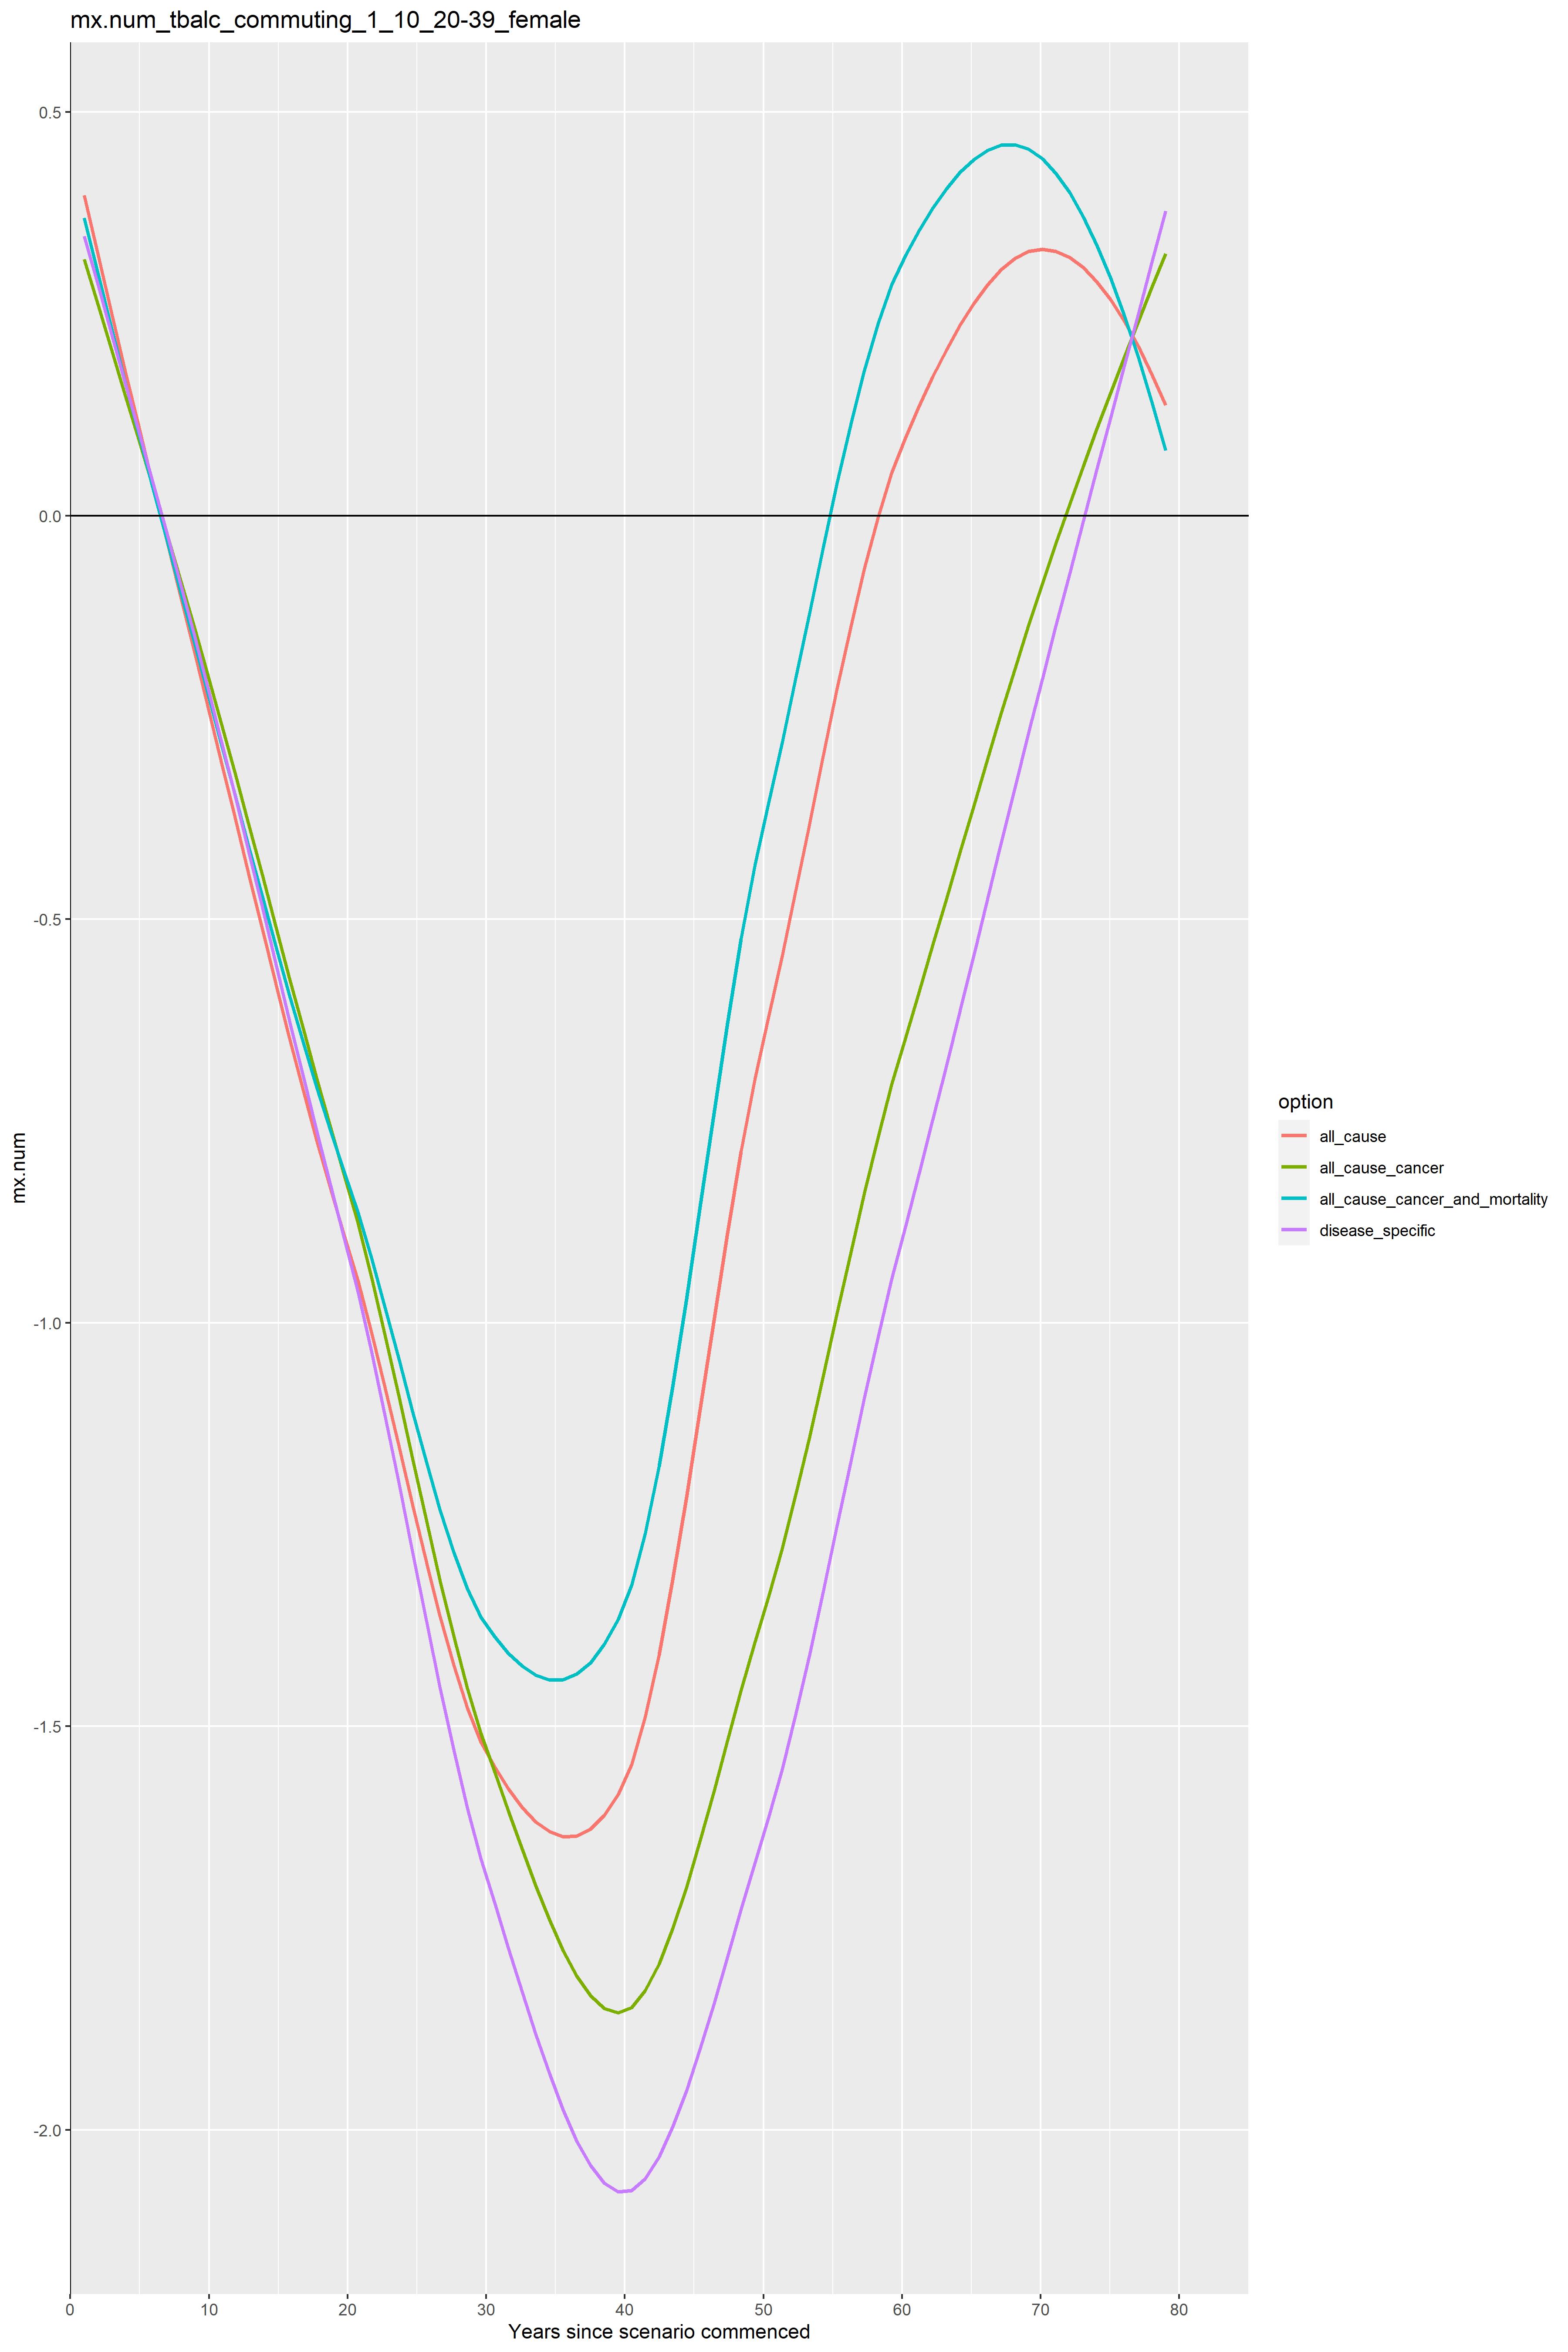 mx.num_tbalc_commuting_1_10_20-39_female
0.5
0.0
-0.5
-1.0
-1.5
-2.0
mx.num
0 10 20 30 40 50 60 70 80
Years since scenario commenced
option
all_cause
all_cause_cancer
all_cause_cancer_and_mortality
disease_specific